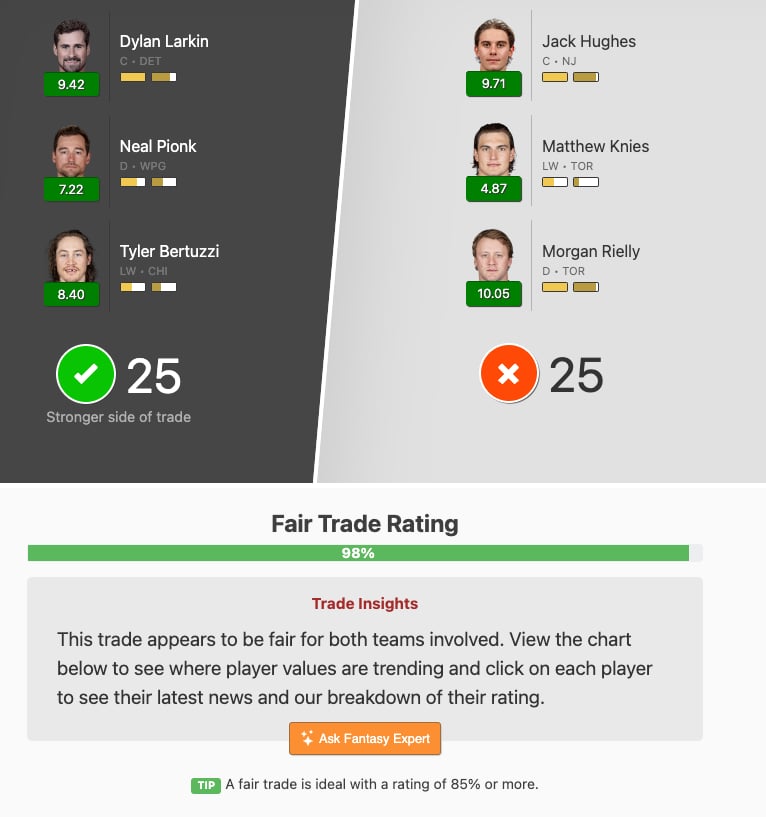 Dylan Larkin
C • DET
9.42
Neal Pionk
D • WPG
7.22
Tyler Bertuzzi
LW • CHI
8.40
25
Stronger side of trade
Jack Hughes
C • NJ
9.71
Matthew Knies
LW • TOR
4.87
Morgan Rielly
D • TOR
10.05
25
Fair Trade Rating
98%
Trade Insights
This trade appears to be fair for both teams involved. View the chart
below to see where player values are trending and click on each player
to see their latest news and our breakdown of their rating.
Ask Fantasy Expert
TIP A fair trade is ideal with a rating of 85% or more.